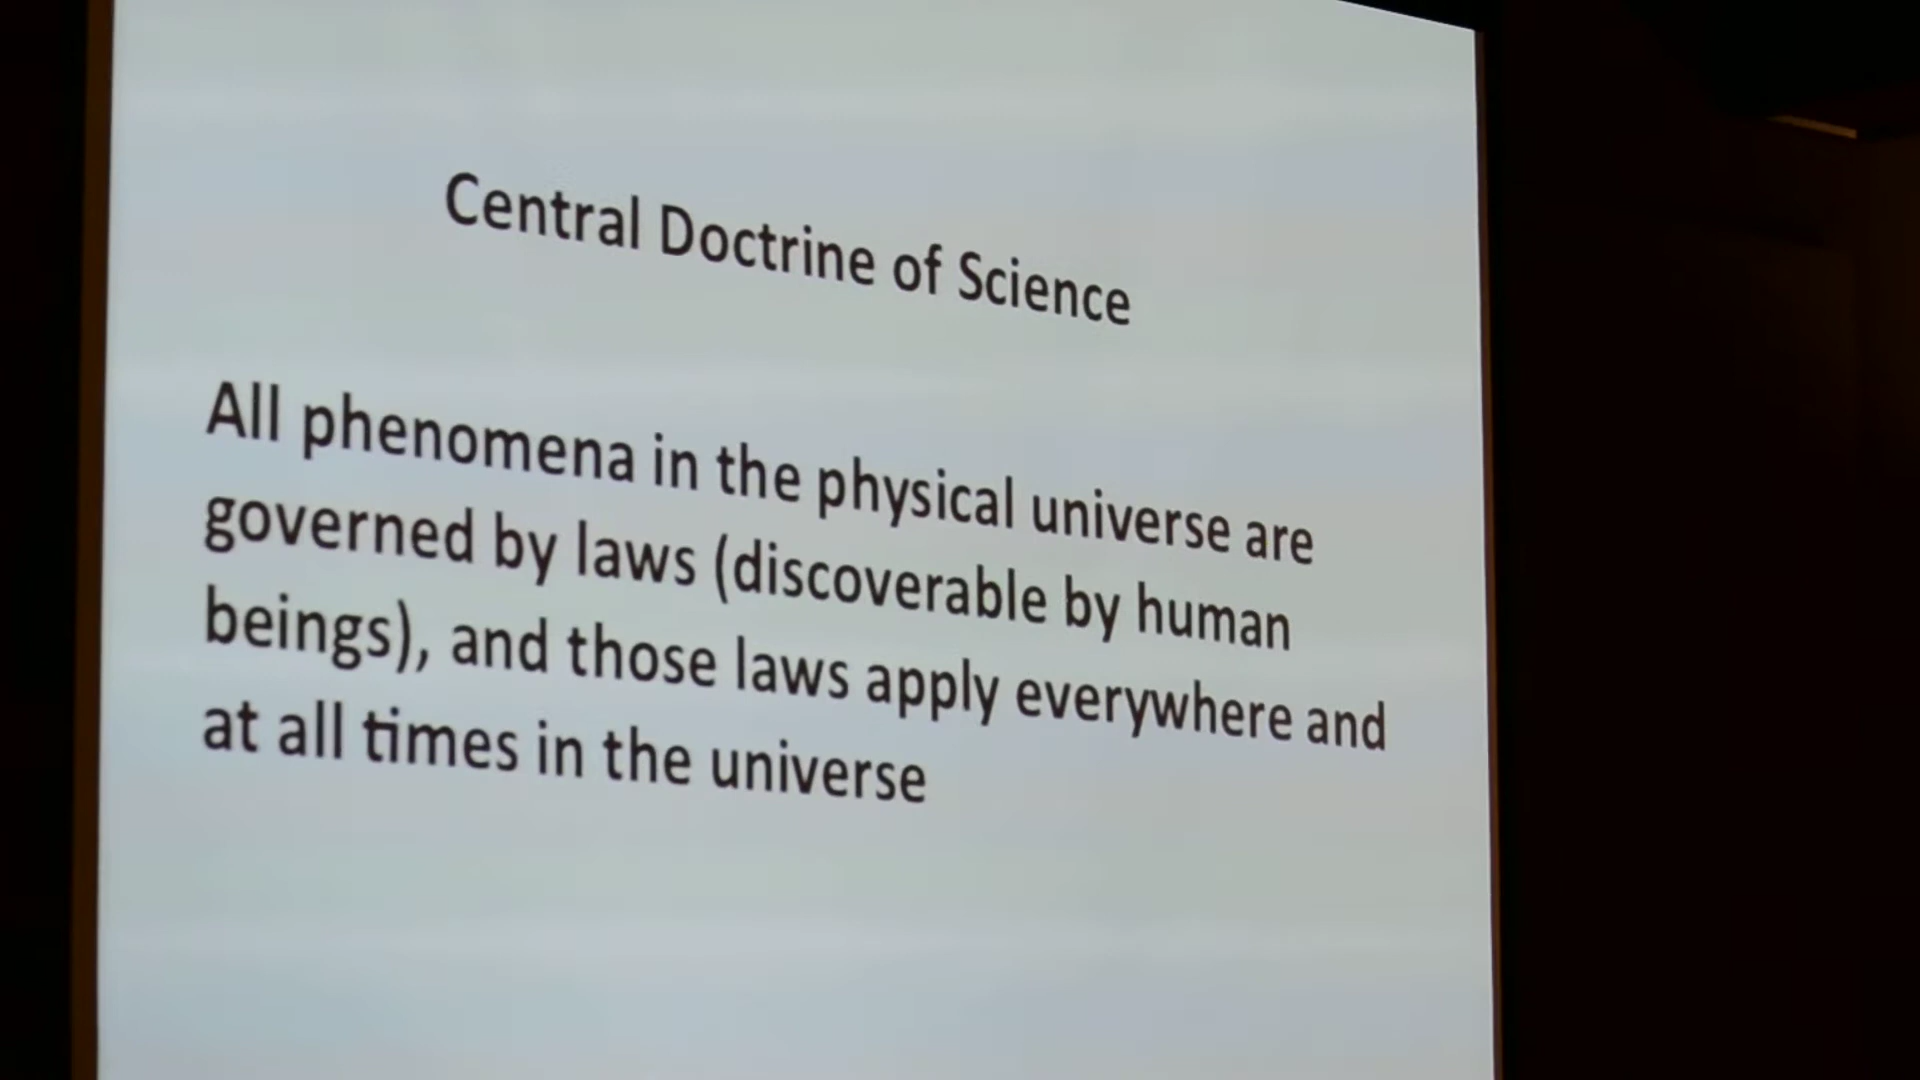 Central Doctrine of Science
All phenomena in the physical universe are
governed by laws (discoverable by human
beings), and those laws apply everywhere and
at all times in the universe